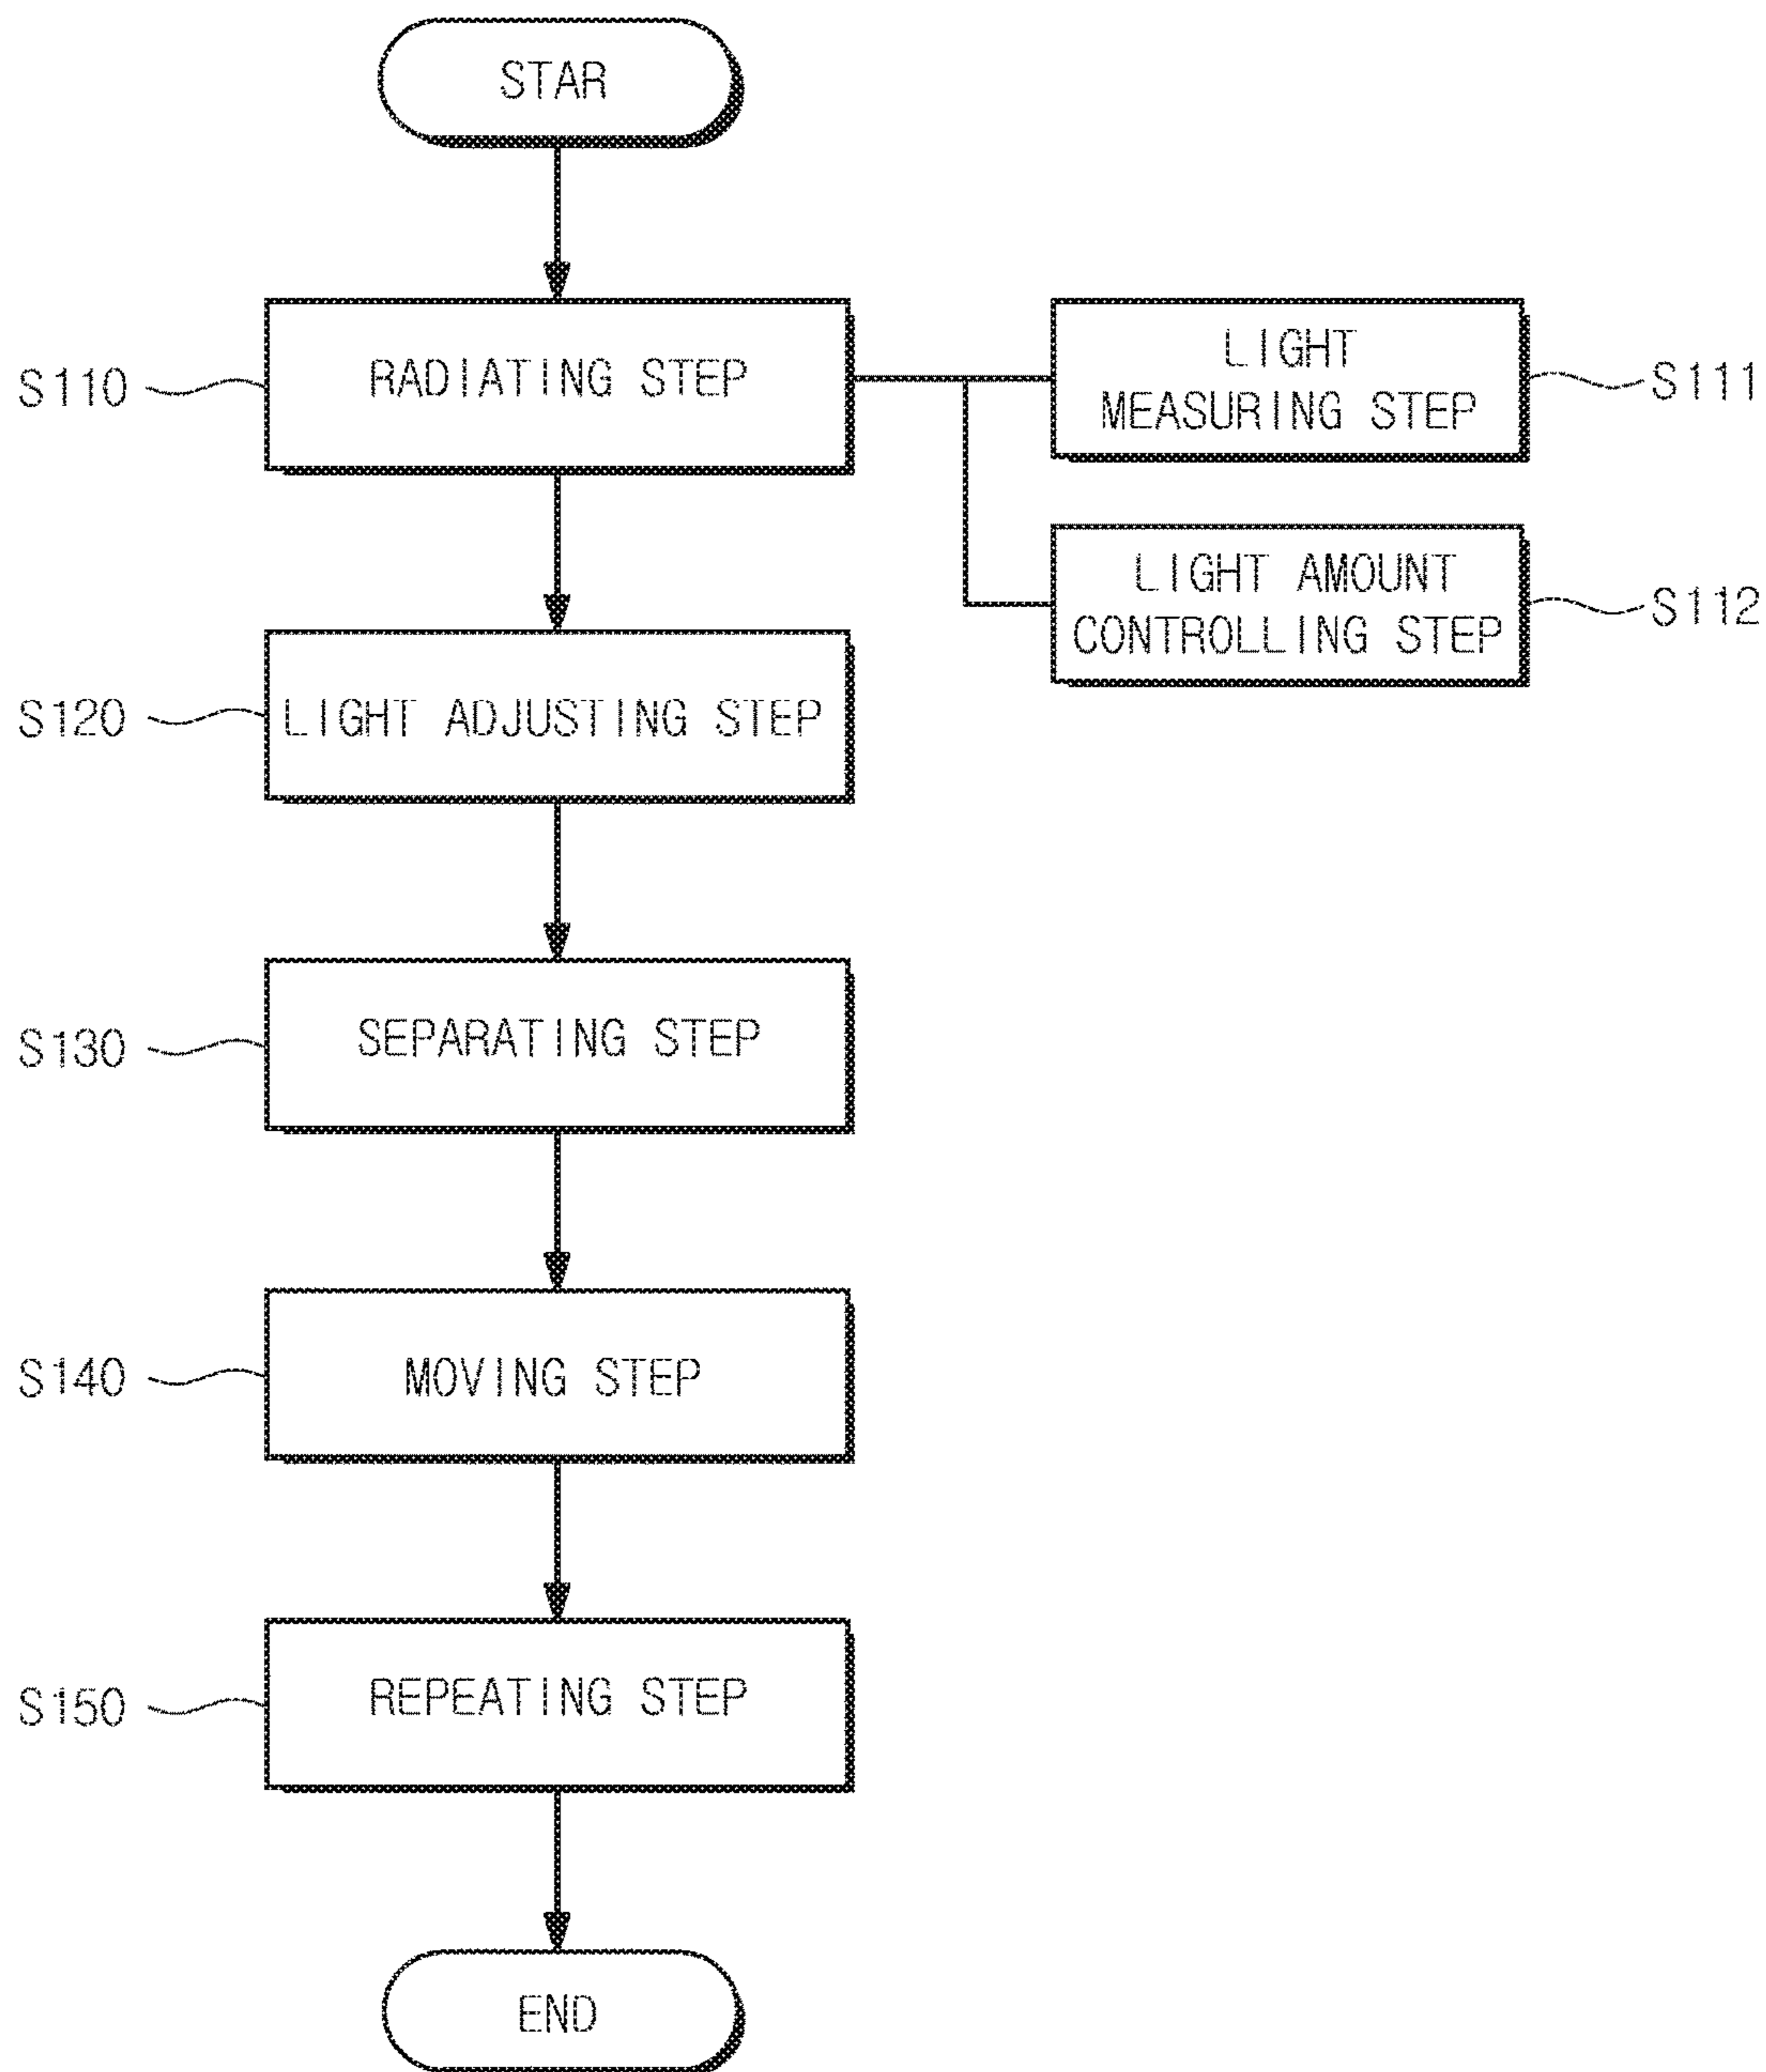 STAR
S110
RADIATING STEP
LIGHT
MEASURING STEP
S111
LIGHT AMOUNT
CONTROLLING STEP
S112
S120
LIGHT ADJUSTING STEP
S130
SEPARATING STEP
S140
MOVING STEP
S150
REPEATING STEP
END